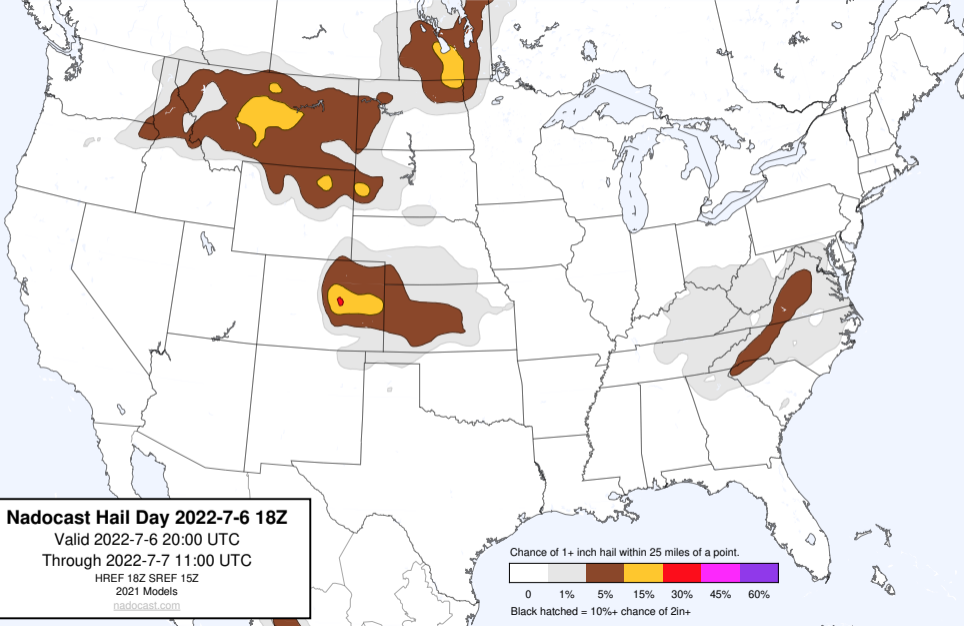 Nadocast Hail Day 2022-7-6 18Z
Valid 2022-7-6 20:00 UTC
Through 2022-7-7 11:00 UTC
HREF 18Z SREF 15Z
2021 Models
nadocast.com
Chance of 1+ inch hail within 25 miles of a point.
0 1% 5% 15% 30% 45% 60%
Black hatched = 10%+ chance of 2in+